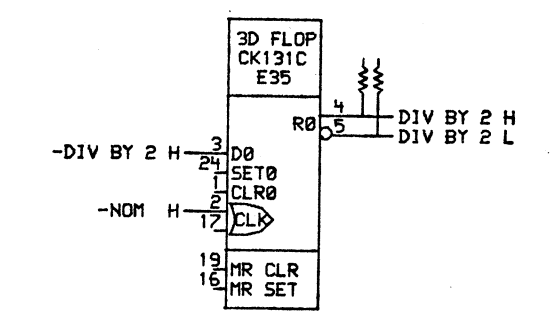 3D FLOP
CK131C
E35
4
R0
DIV BY 2 H
5
DIV BY 2 L
3
-DIV BY 2 H
D0
24
SET0
1
CLR0
2
-NOM H
CLK
17
19
MR CLR
16
MR SET